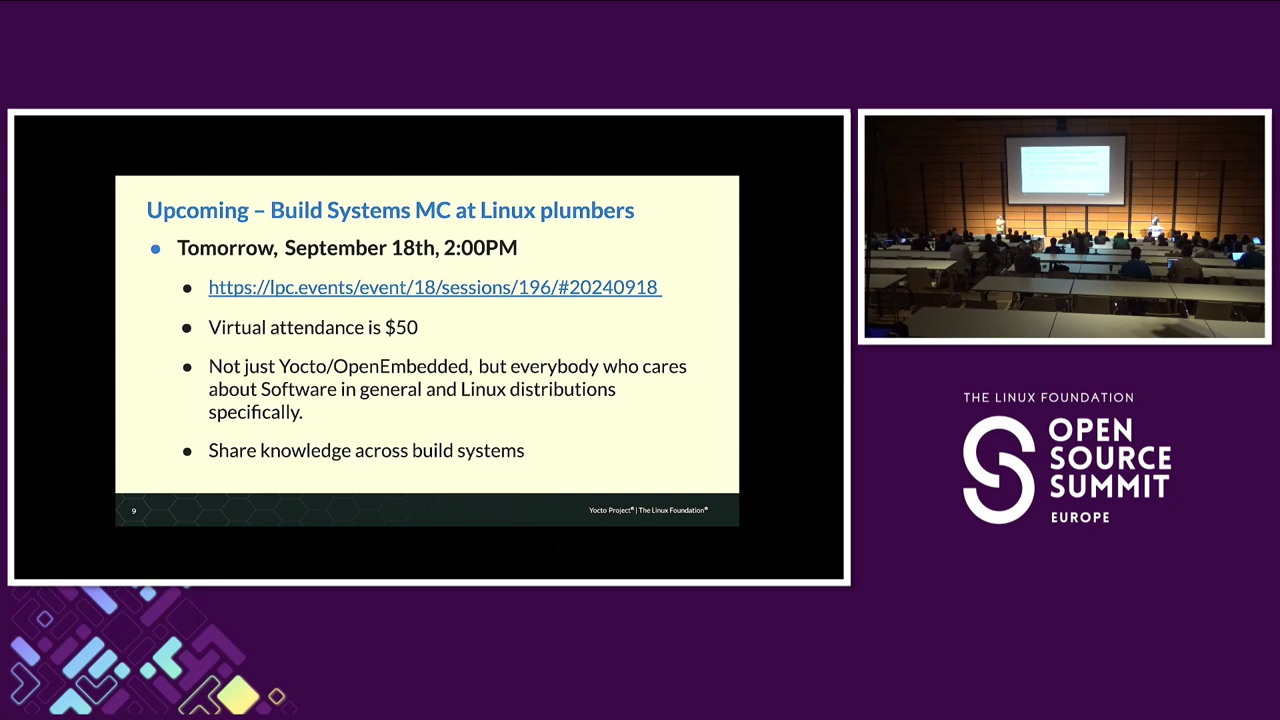 Upcoming – Build Systems MC at Linux plumbers
Tomorrow, September 18th, 2:00PM
https://lpc.events/event/18/sessions/196/#20240918
Virtual attendance is $50
Not just Yocto/OpenEmbedded, but everybody who cares
about Software in general and Linux distributions
specifically.
Share knowledge across build systems
9
Yocto Project® | The Linux Foundation®
THE LINUX FOUNDATION
OPEN
SOURCE
SUMMIT
EUROPE